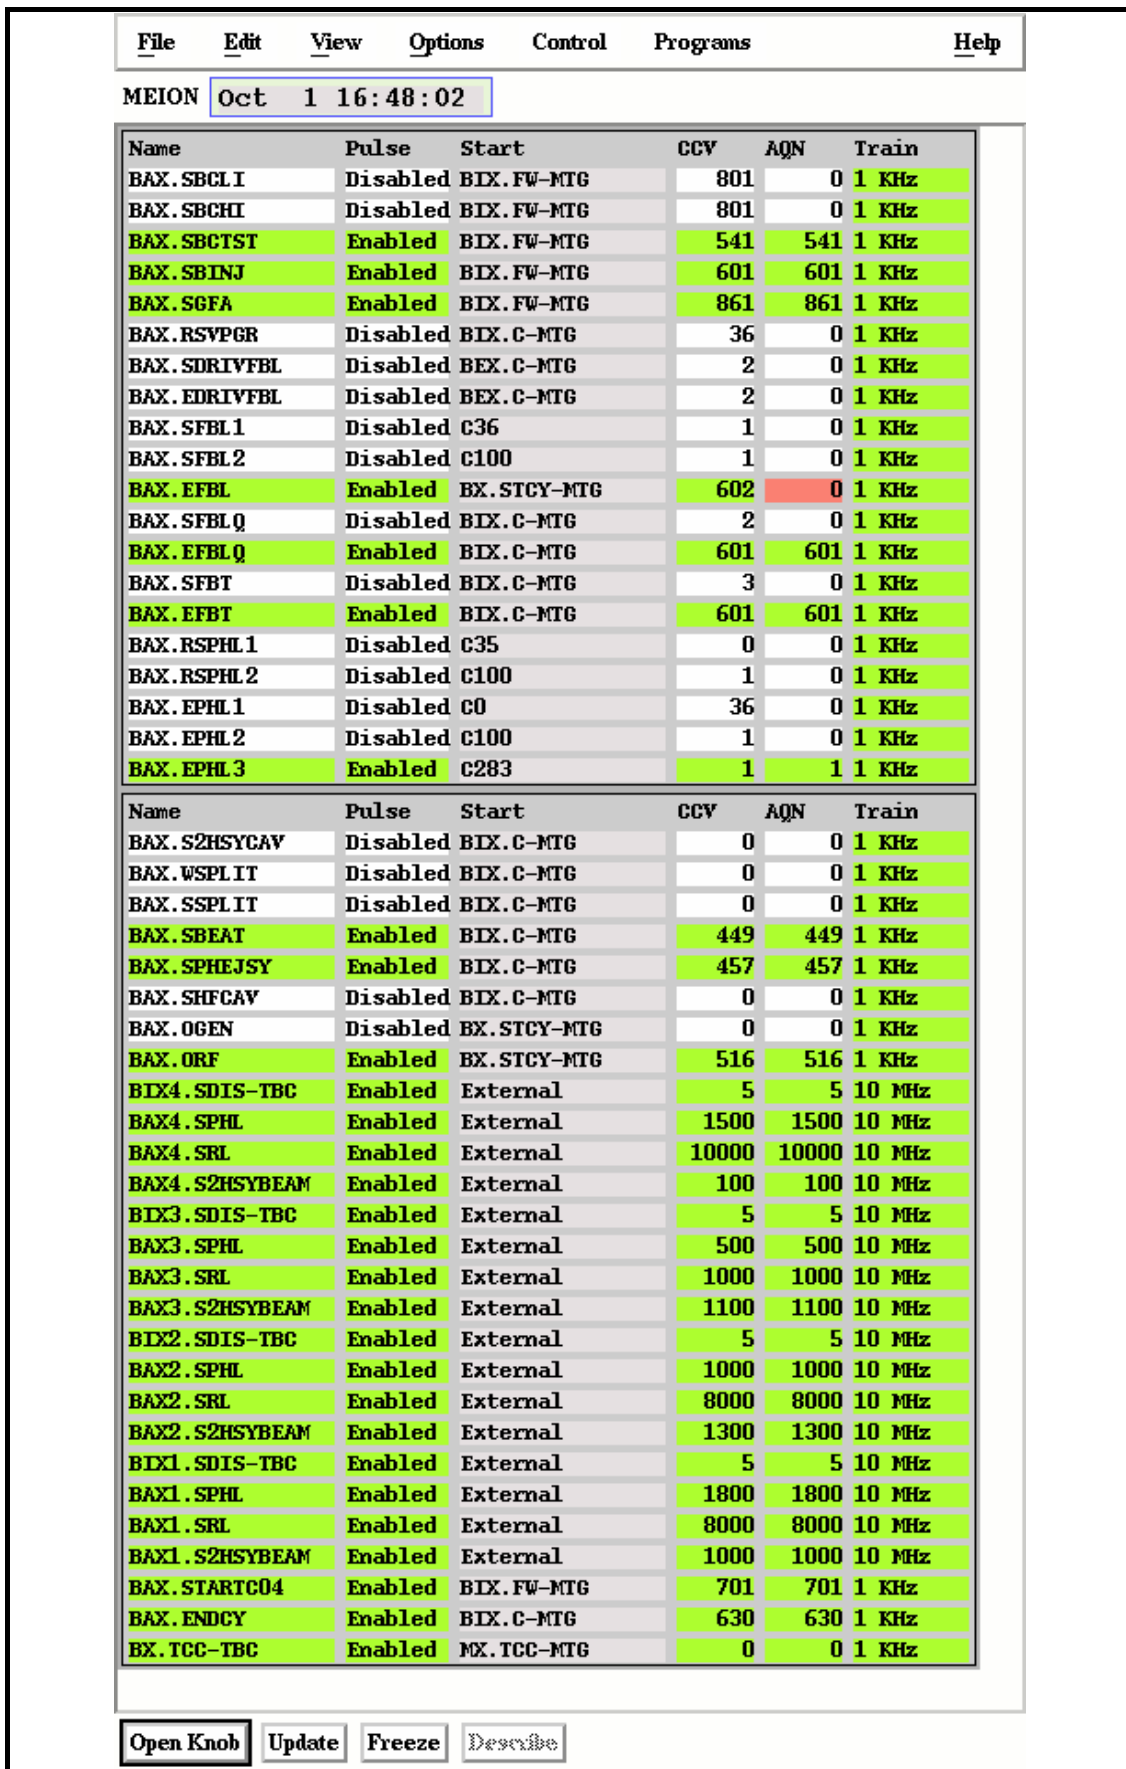 File Edit View Options Control Programs Help
MEION Oct 1 16:48:02
Name Pulse Start CCV AQN Train
BAX.SBCLI Disabled BIX.FW-MTG 801 0 1 KHz
BAX.SBCHI Disabled BIX.FW-MTG 801 0 1 KHz
BAX.SBCTST Enabled BIX.FW-MTG 541 541 1 KHz
BAX.SBINJ Enabled BIX.FW-MTG 601 601 1 KHz
BAX.SGFA Enabled BIX.FW-MTG 861 861 1 KHz
BAX.RSVPGR Disabled BIX.C-MTG 36 0 1 KHz
BAX.SDRIVFBL Disabled BEX.C-MTG 2 0 1 KHz
BAX.EDRIVFBL Disabled BEX.C-MTG 2 0 1 KHz
BAX.SFBL1 Disabled C36 1 0 1 KHz
BAX.SFBL2 Disabled C100 1 0 1 KHz
BAX.EFBL Enabled BX.STCY-MTG 602 0 1 KHz
BAX.SFBLQ Disabled BIX.C-MTG 2 0 1 KHz
BAX.EFBLQ Enabled BIX.C-MTG 601 601 1 KHz
BAX.SFBT Disabled BIX.C-MTG 3 0 1 KHz
BAX.EFBT Enabled BIX.C-MTG 601 601 1 KHz
BAX.RSPHL1 Disabled C35 0 0 1 KHz
BAX.RSPHL2 Disabled C100 1 0 1 KHz
BAX.EPHL1 Disabled C0 36 0 1 KHz
BAX.EPHL2 Disabled C100 1 0 1 KHz
BAX.EPHL3 Enabled C283 1 1 1 KHz
Name Pulse Start CCV AQN Train
BAX.S2HSYCAV Disabled BIX.C-MTG 0 0 1 KHz
BAX.WSPLIT Disabled BIX.C-MTG 0 0 1 KHz
BAX.SSPLIT Disabled BIX.C-MTG 0 0 1 KHz
BAX.SBEAT Enabled BIX.C-MTG 449 449 1 KHz
BAX.SPHEJSY Enabled BIX.C-MTG 457 457 1 KHz
BAX.SHFCAV Disabled BIX.C-MTG 0 0 1 KHz
BAX.OGEN Disabled BX.STCY-MTG 0 0 1 KHz
BAX.ORF Enabled BX.STCY-MTG 516 516 1 KHz
BIX4.SDIS-TBC Enabled External 5 5 10 MHz
BAX4.SPHL Enabled External 1500 1500 10 MHz
BAX4.SRL Enabled External 10000 10000 10 MHz
BAX4.S2HSYBEAM Enabled External 100 100 10 MHz
BIX3.SDIS-TBC Enabled External 5 5 10 MHz
BAX3.SPHL Enabled External 500 500 10 MHz
BAX3.SRL Enabled External 1000 1000 10 MHz
BAX3.S2HSYBEAM Enabled External 1100 1100 10 MHz
BIX2.SDIS-TBC Enabled External 5 5 10 MHz
BAX2.SPHL Enabled External 1000 1000 10 MHz
BAX2.SRL Enabled External 8000 8000 10 MHz
BAX2.S2HSYBEAM Enabled External 1300 1300 10 MHz
BIX1.SDIS-TBC Enabled External 5 5 10 MHz
BAX1.SPHL Enabled External 1800 1800 10 MHz
BAX1.SRL Enabled External 8000 8000 10 MHz
BAX1.S2HSYBEAM Enabled External 1000 1000 10 MHz
BAX.STARTC04 Enabled BIX.FW-MTG 701 701 1 KHz
BAX.ENDCY Enabled BIX.C-MTG 630 630 1 KHz
BX.TCC-TBC Enabled MX.TCC-MTG 0 0 1 KHz
Open Knob Update Freeze Describe